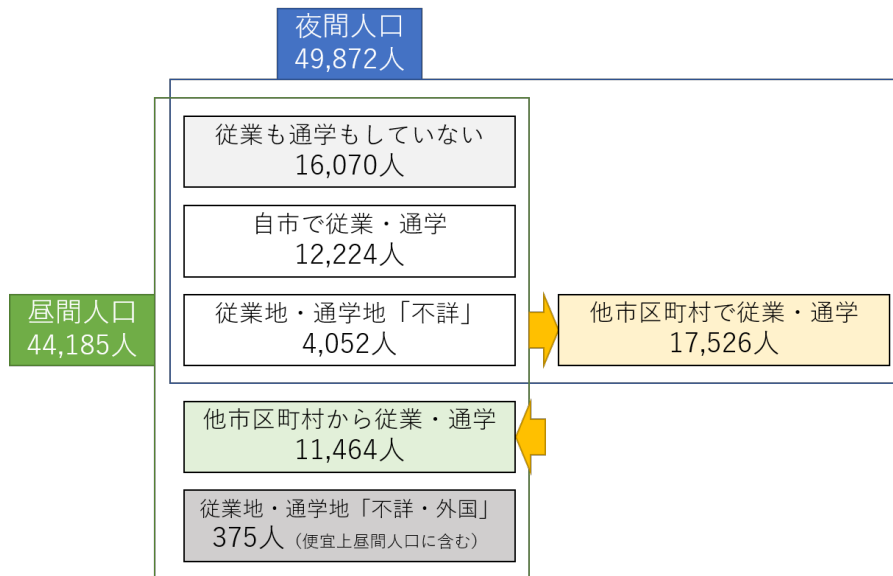 夜間人口
49,872人
従業も通学もしていない
16,070人
自市で従業・通学
12,224人
昼間人口
44,185人
従業地・通学地「不詳」
4,052人
他市区町村で従業・通学
17,526人
他市区町村から従業・通学
11,464人
従業地・通学地「不詳・外国」
375人（便宜上昼間人口に含む）